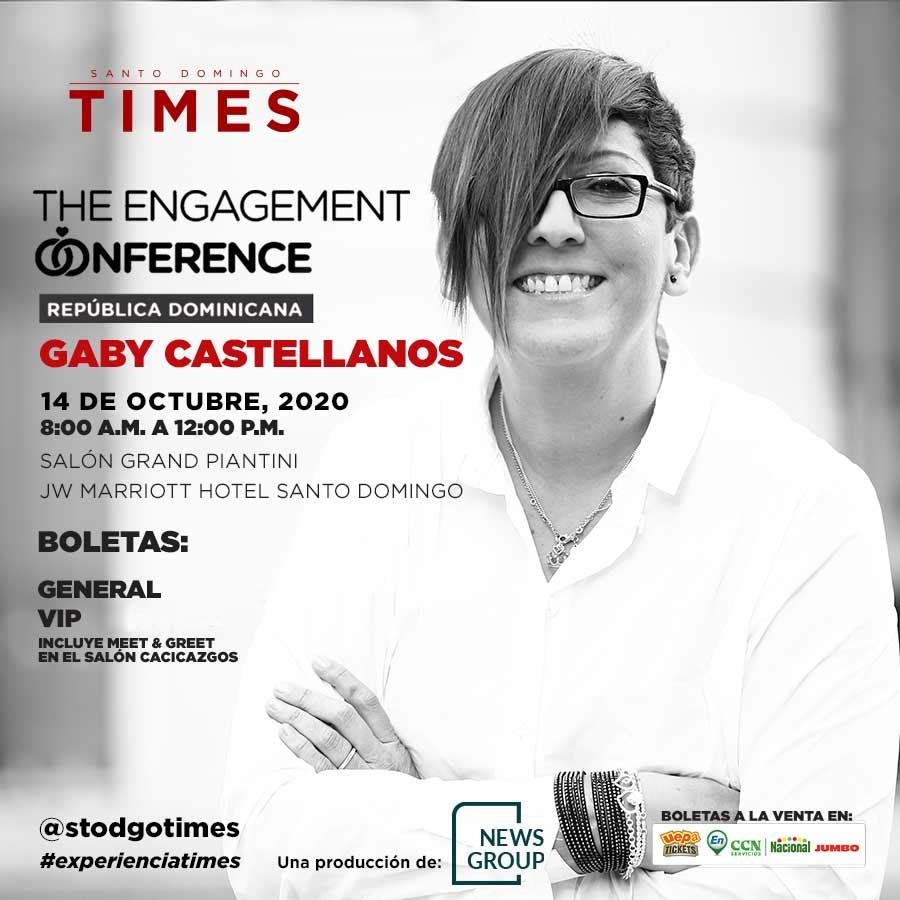 SANTO DOMINGO
TIMES
THE ENGAGEMENT
CONFERENCE
REPÚBLICA DOMINICANA
GABY CASTELLANOS
14 DE OCTUBRE, 2020
8:00 A.M. A 12:00 P.M.
SALÓN GRAND PIANTINI
JW MARRIOTT HOTEL SANTO DOMINGO
BOLETAS:
GENERAL
VIP
INCLUYE MEET & GREET
EN EL SALÓN CACICAZGOS
@stodgotimes
#experienciatimes
Una producción de:
NEWS
GROUP
BOLETAS A LA VENTA EN:
uepa
TICKETS
En
CCN
SERVICIOS
Nacional
JUMBO